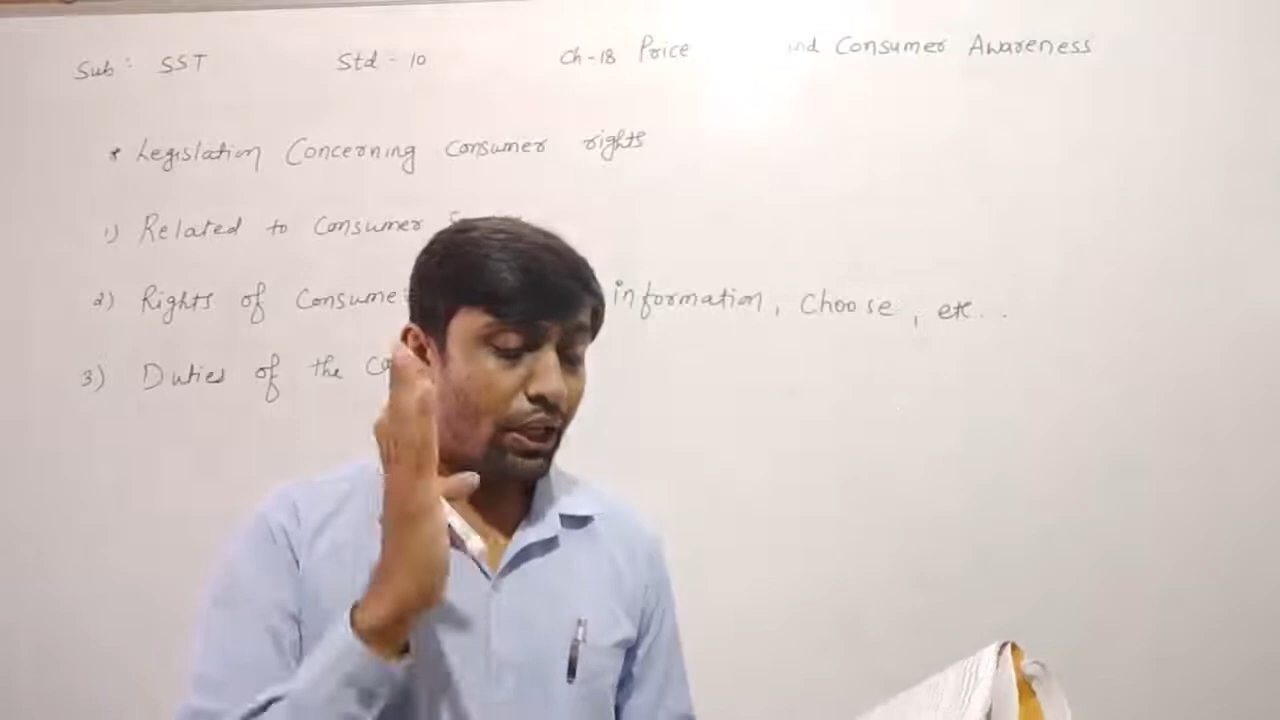 Sub : SST Std - 10 Ch-18 Price and Consumer Awareness
* Legislation Concerning consumer rights
1) Related to Consumer
2) Rights of Consume information, choose, etc..
3) Duties of the